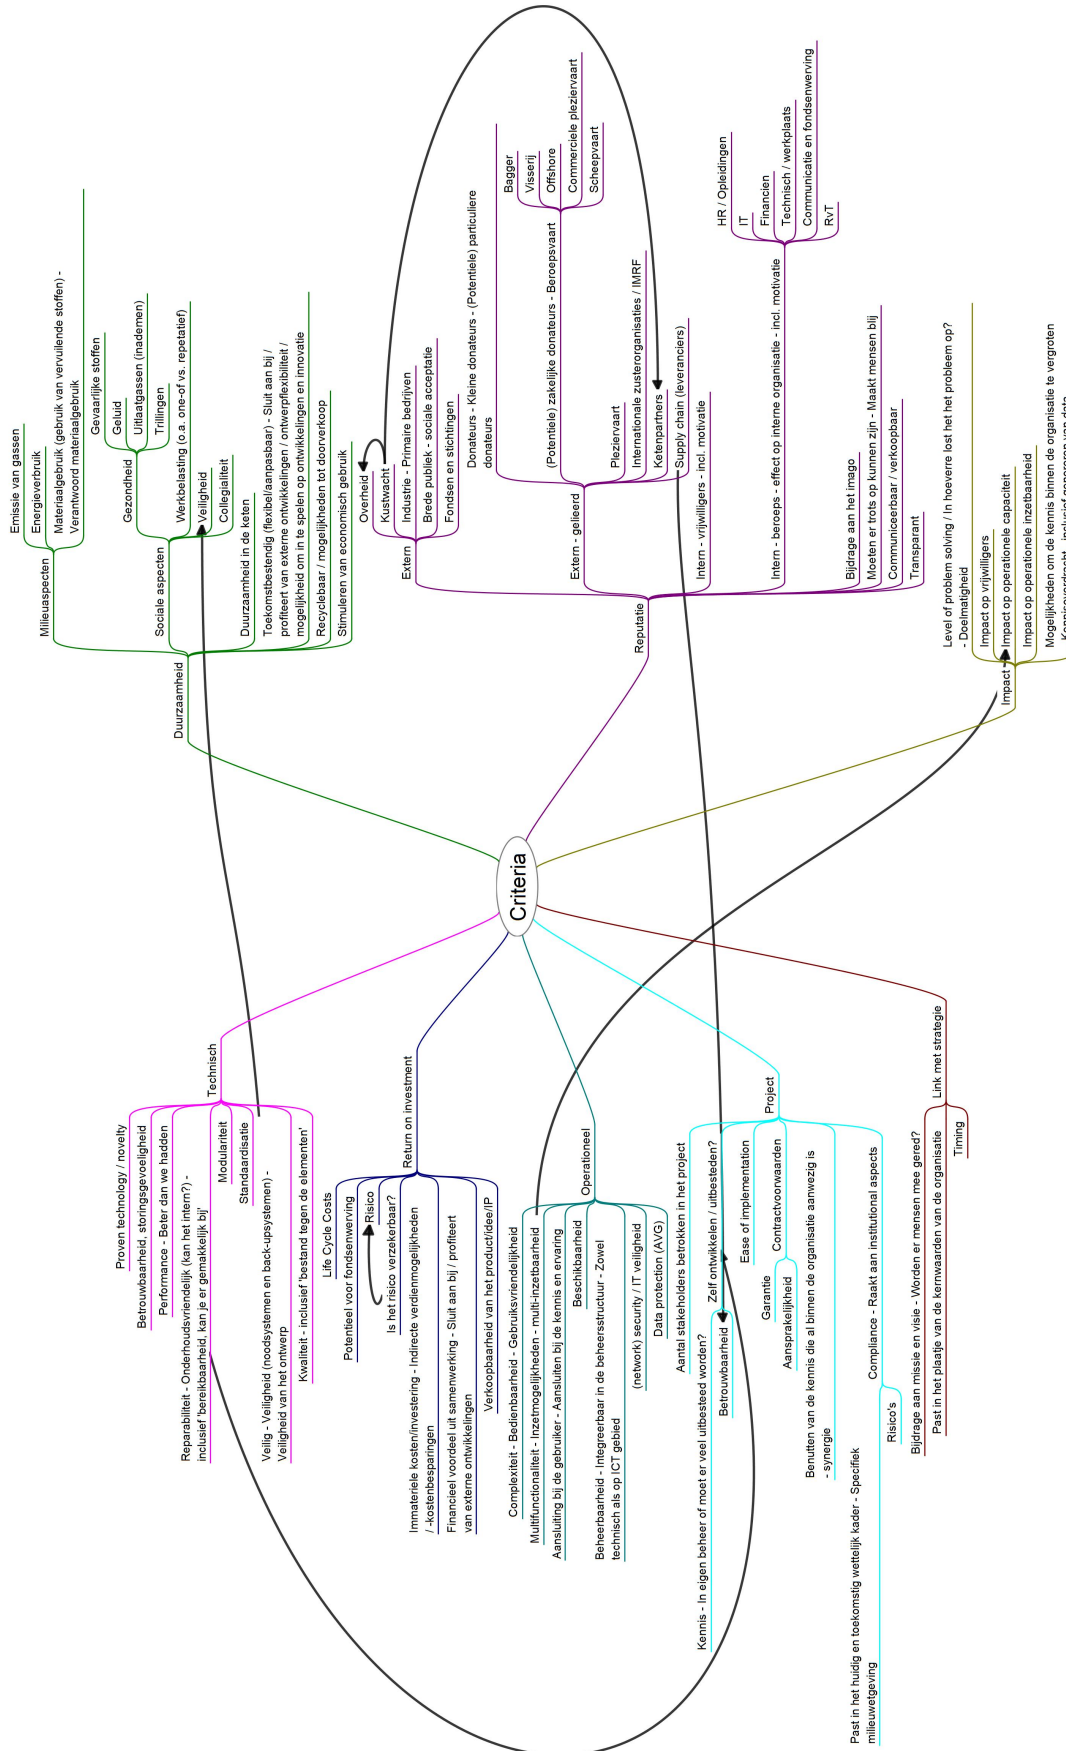 Criteria
Duurzaamheid
Milieuaspecten
Emissie van gassen
Energieverbruik
Materiaalgebruik (gebruik van vervuilende stoffen) -
Verantwoord materiaalgebruik
Sociale aspecten
Gezondheid
Gevaarlijke stoffen
Geluid
Uitlaatgassen (inademen)
Trillingen
Werkbelasting (o.a. one-of vs. repetatief)
Veiligheid
Collegialiteit
Duurzaamheid in de keten
Toekomstbestendig (flexibel/aanpasbaar) - Sluit aan bij /
profiteert van externe ontwikkelingen / ontwerpflexibiliteit /
mogelijkheid om in te spelen op ontwikkelingen en innovatie
Recyclebaar / mogelijkheden tot doorverkoop
Stimuleren van economisch gebruik
Reputatie
Extern
Overheid
Kustwacht
Industrie - Primaire bedrijven
Brede publiek - sociale acceptatie
Fondsen en stichtingen
Extern - gelieerd
Donateurs - Kleine donateurs - (Potentiele) particuliere
donateurs
(Potentiele) zakelijke donateurs - Beroepsvaart
Bagger
Visserij
Offshore
Commerciele pleziervaart
Scheepvaart
Pleziervaart
Internationale zusterorganisaties / IMRF
Ketenpartners
Supply chain (leveranciers)
Intern - vrijwilligers - incl. motivatie
Intern - beroeps - effect op interne organisatie - incl. motivatie
HR / Opleidingen
IT
Financien
Technisch / werkplaats
Communicatie en fondsenwerving
RvT
Bijdrage aan het imago
Moeten er trots op kunnen zijn - Maakt mensen blij
Communiceerbaar / verkoopbaar
Transparant
Impact
Level of problem solving / In hoeverre lost het het probleem op?
- Doelmatigheid
Impact op vrijwilligers
Impact op operationele capaciteit
Impact op operationele inzetbaarheid
Mogelijkheden om de kennis binnen de organisatie te vergroten
Technisch
Proven technology / novelty
Betrouwbaarheid, storingsgevoeligheid
Performance - Beter dan we hadden
Reparabiliteit - Onderhoudsvriendelijk (kan het intern?) -
inclusief 'bereikbaarheid, kan je er gemakkelijk bij'
Modulariteit
Standaardisatie
Veilig - Veiligheid (noodsystemen en back-upsystemen) -
Veiligheid van het ontwerp
Kwaliteit - inclusief 'bestand tegen de elementen'
Return on investment
Life Cycle Costs
Potentieel voor fondsenwerving
Risico
Is het risico verzekerbaar?
Immateriele kosten/investering - Indirecte verdienmogelijkheden
/ -kostenbesparingen
Financieel voordeel uit samenwerking - Sluit aan bij / profiteert
van externe ontwikkelingen
Verkoopbaarheid van het product/idee/IP
Operationeel
Complexiteit - Bedienbaarheid - Gebruiksvriendelijkheid
Multifunctionaliteit - Inzetmogelijkheden - multi-inzetbaarheid
Aansluiting bij de gebruiker - Aansluiten bij de kennis en ervaring
Beschikbaarheid
Beheerbaarheid - Integreerbaar in de beheersstructuur - Zowel
technisch als op ICT gebied
(network) security / IT veiligheid
Data protection (AVG)
Project
Aantal stakeholders betrokken in het project
Zelf ontwikkelen / uitbesteden?
Kennis - In eigen beheer of moet er veel uitbesteed worden?
Betrouwbaarheid
Ease of implementation
Contractvoorwaarden
Garantie
Aansprakelijkheid
Benutten van de kennis die al binnen de organisatie aanwezig is
- synergie
Compliance - Raakt aan institutional aspects
Past in het huidig en toekomstig wettelijk kader - Specifiek
milieuwetgeving
Risico's
Link met strategie
Bijdrage aan missie en visie - Worden er mensen mee gered?
Past in het plaatje van de kernwaarden van de organisatie
Timing